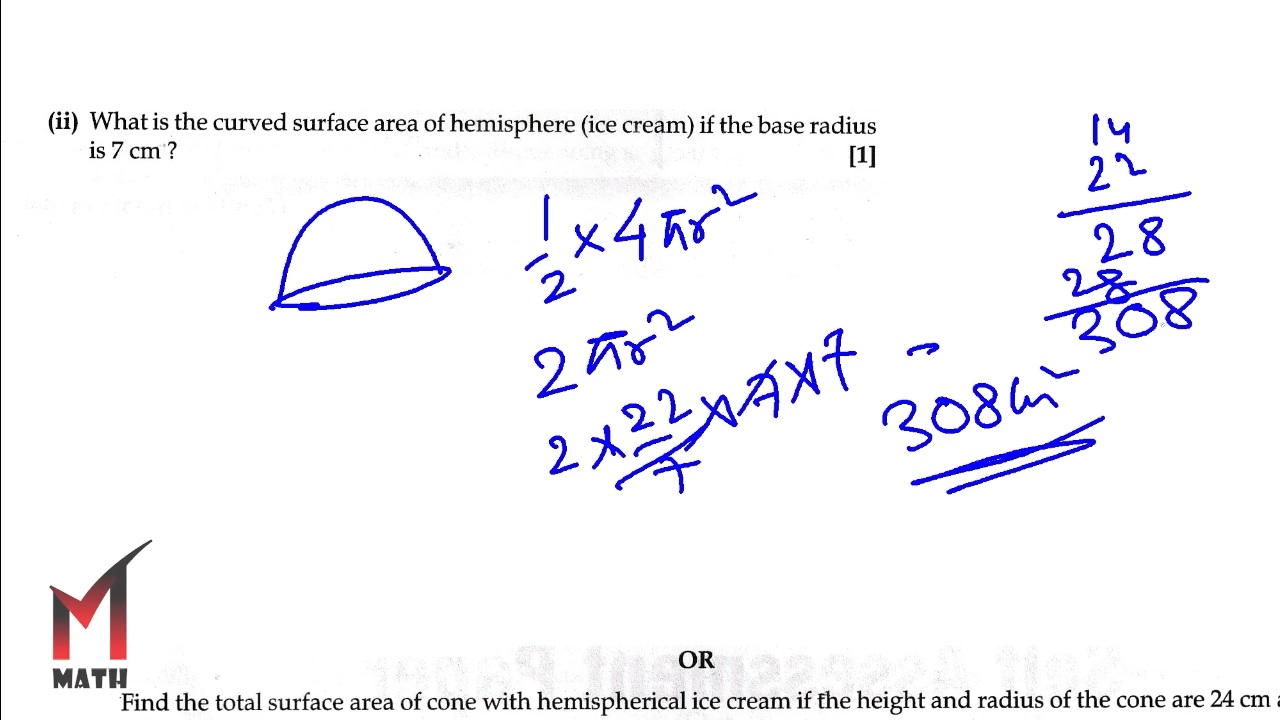 (ii) What is the curved surface area of hemisphere (ice cream) if the base radius
is 7 cm ? [1]
1/2 × 4πr²
2πr²
2 × 22/7 × 7 × 7 =
308 cm²
14
22
28
28
308
MATH
OR
Find the total surface area of cone with hemispherical ice cream if the height and radius of the cone are 24 cm